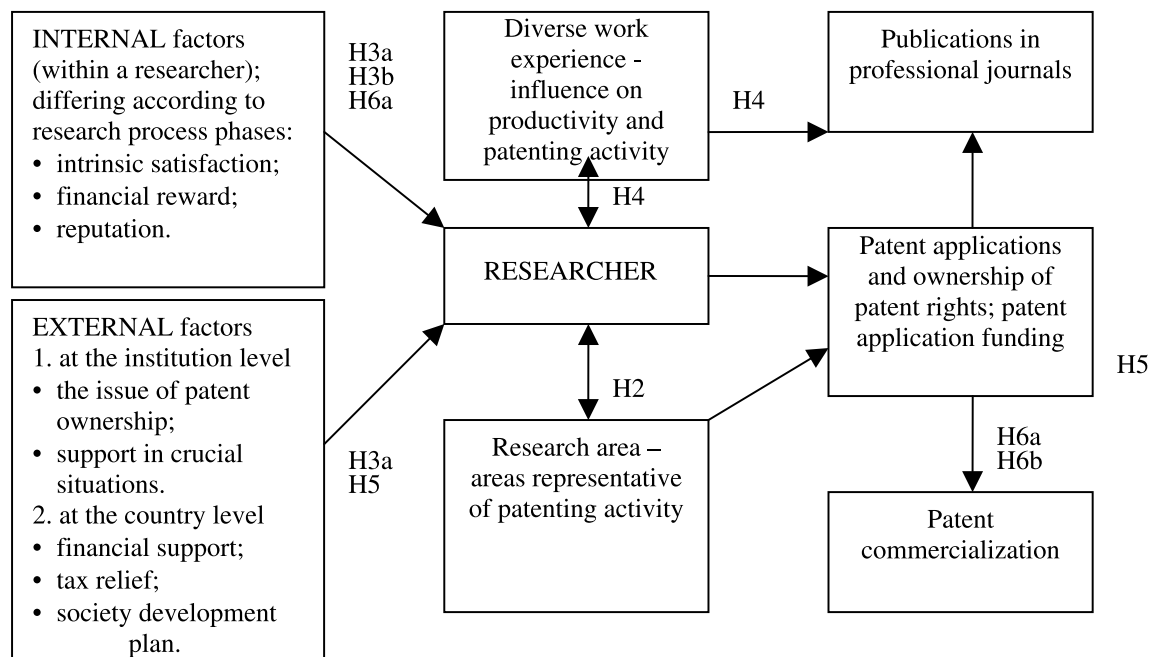 INTERNAL factors
(within a researcher);
differing according to
research process phases:
• intrinsic satisfaction;
• financial reward;
• reputation.
H3a
H3b
H6a
Diverse work
experience -
influence on
productivity and
patenting activity
H4
Publications in
professional journals
H4
RESEARCHER
Patent applications
and ownership of
patent rights; patent
application funding
H5
EXTERNAL factors
1. at the institution level
• the issue of patent
ownership;
• support in crucial
situations.
2. at the country level
• financial support;
• tax relief;
• society development
plan.
H3a
H5
H2
Research area –
areas representative
of patenting activity
H6a
H6b
Patent
commercialization